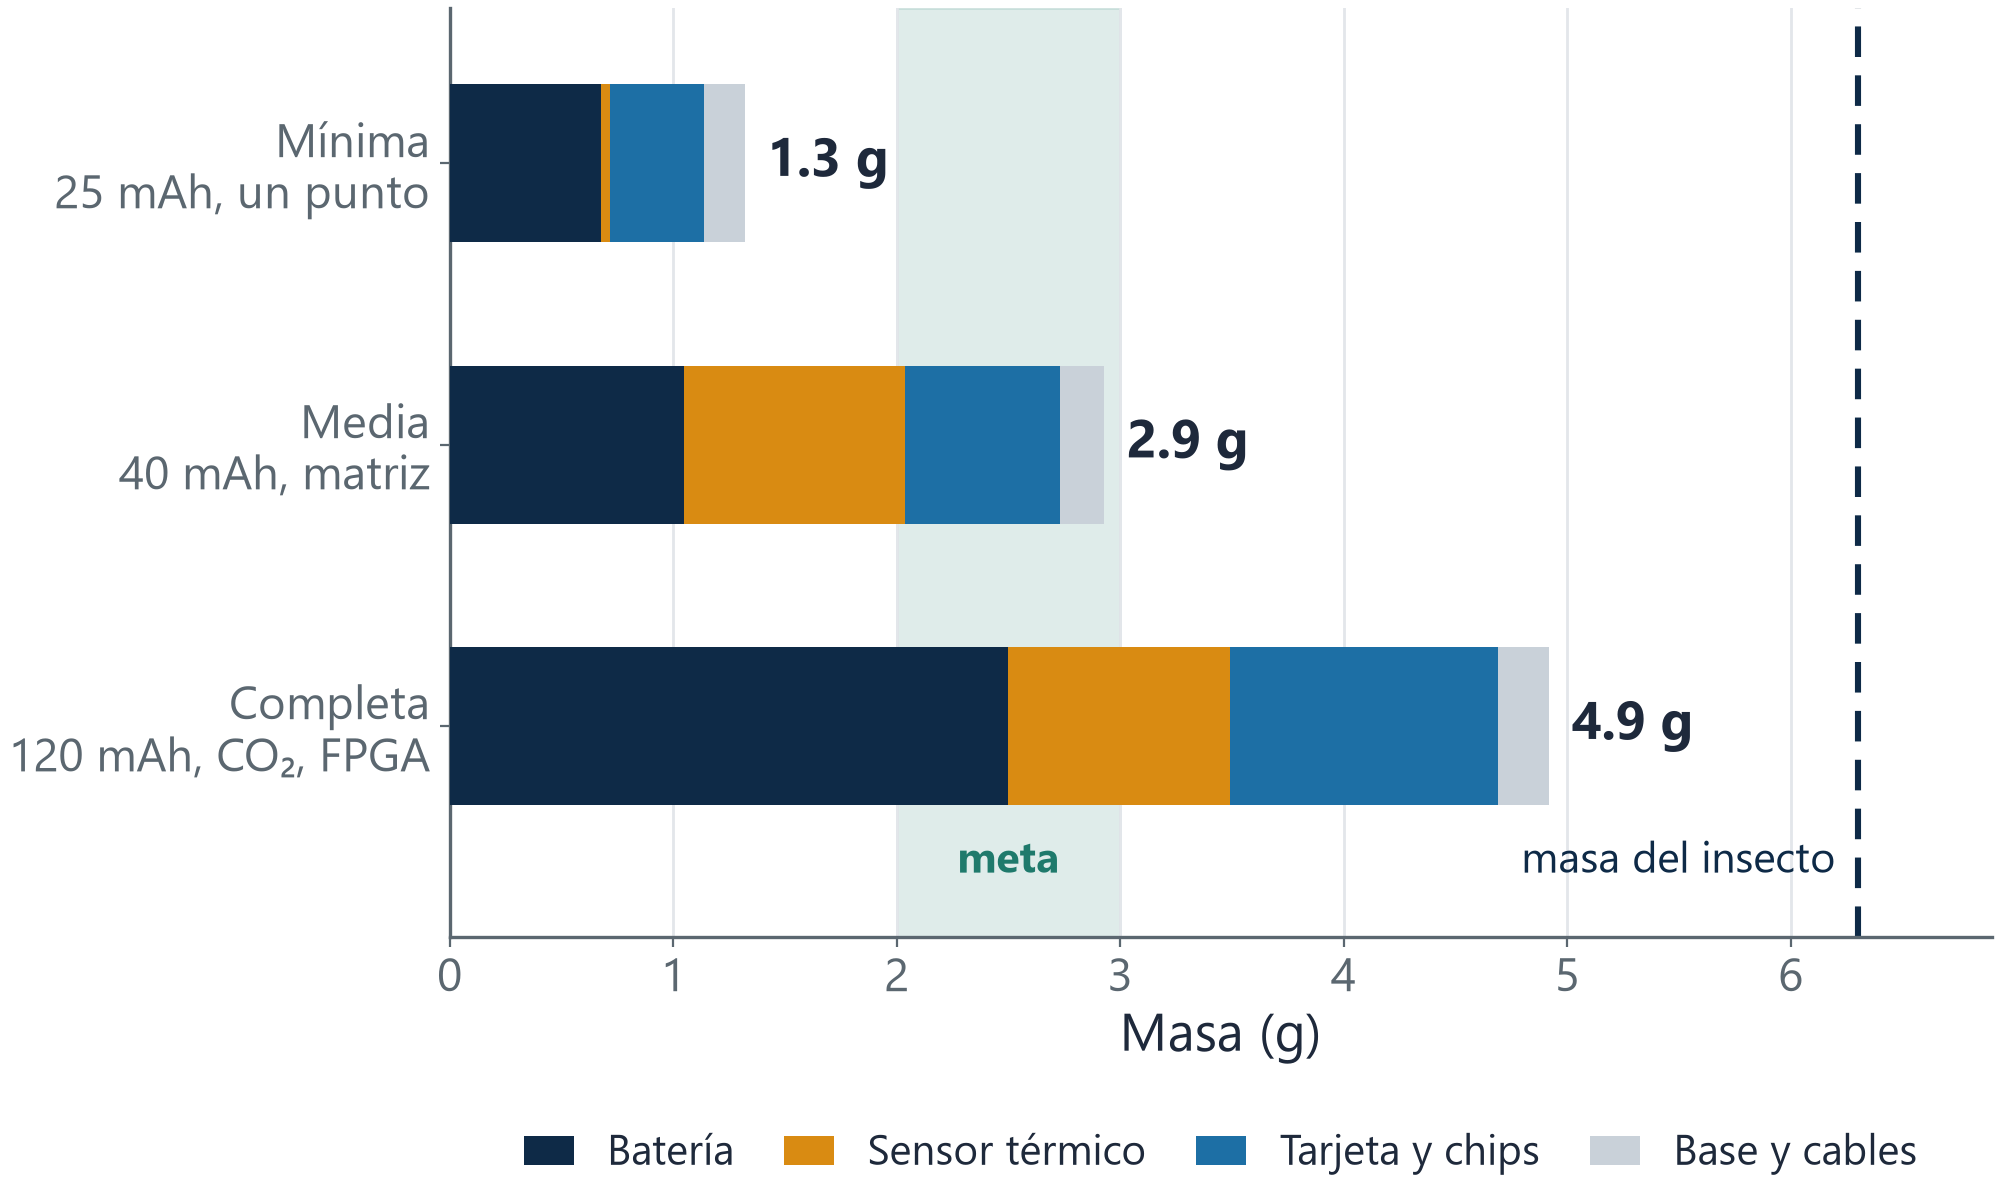 Mínima
25 mAh, un punto
1.3 g
Media
40 mAh, matriz
2.9 g
Completa
120 mAh, CO₂, FPGA
4.9 g
meta
masa del insecto
0 1 2 3 4 5 6
Masa (g)
Batería Sensor térmico Tarjeta y chips Base y cables